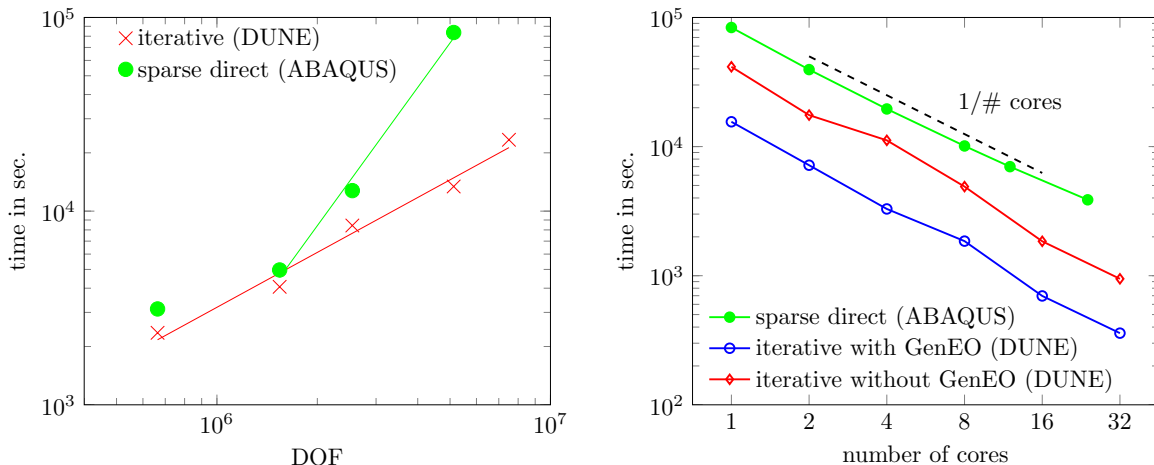 10^5
10^4
10^3
time in sec.
iterative (DUNE)
sparse direct (ABAQUS)
10^6
10^7
DOF
10^5
10^4
10^3
10^2
time in sec.
1/# cores
sparse direct (ABAQUS)
iterative with GenEO (DUNE)
iterative without GenEO (DUNE)
1 2 4 8 16 32
number of cores